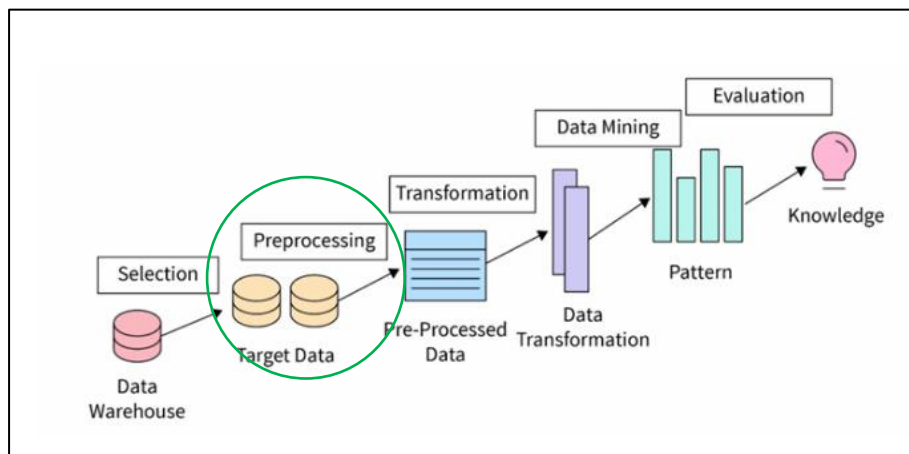 Evaluation
Data Mining
Transformation
Knowledge
Preprocessing
Selection
Pattern
Data
Transformation
Pre-Processed
Data
Target Data
Data
Warehouse